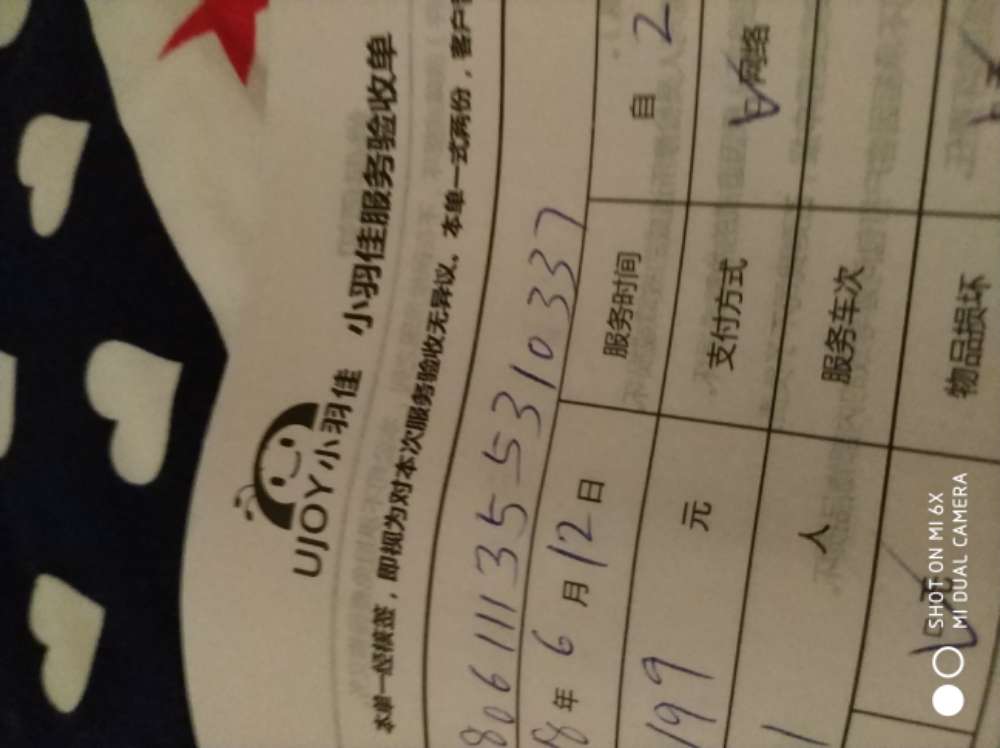 UJOY小羽佳 小羽佳服务验收单
本单一经核签，即视为对本次服务验收无异议。本单一式两份，客户
8061113553 10337
8年6月12日 服务时间 自 2
199 元 支付方式 网络
1 人 服务车次
物品损坏
SHOT ON MI 6X
MI DUAL CAMERA